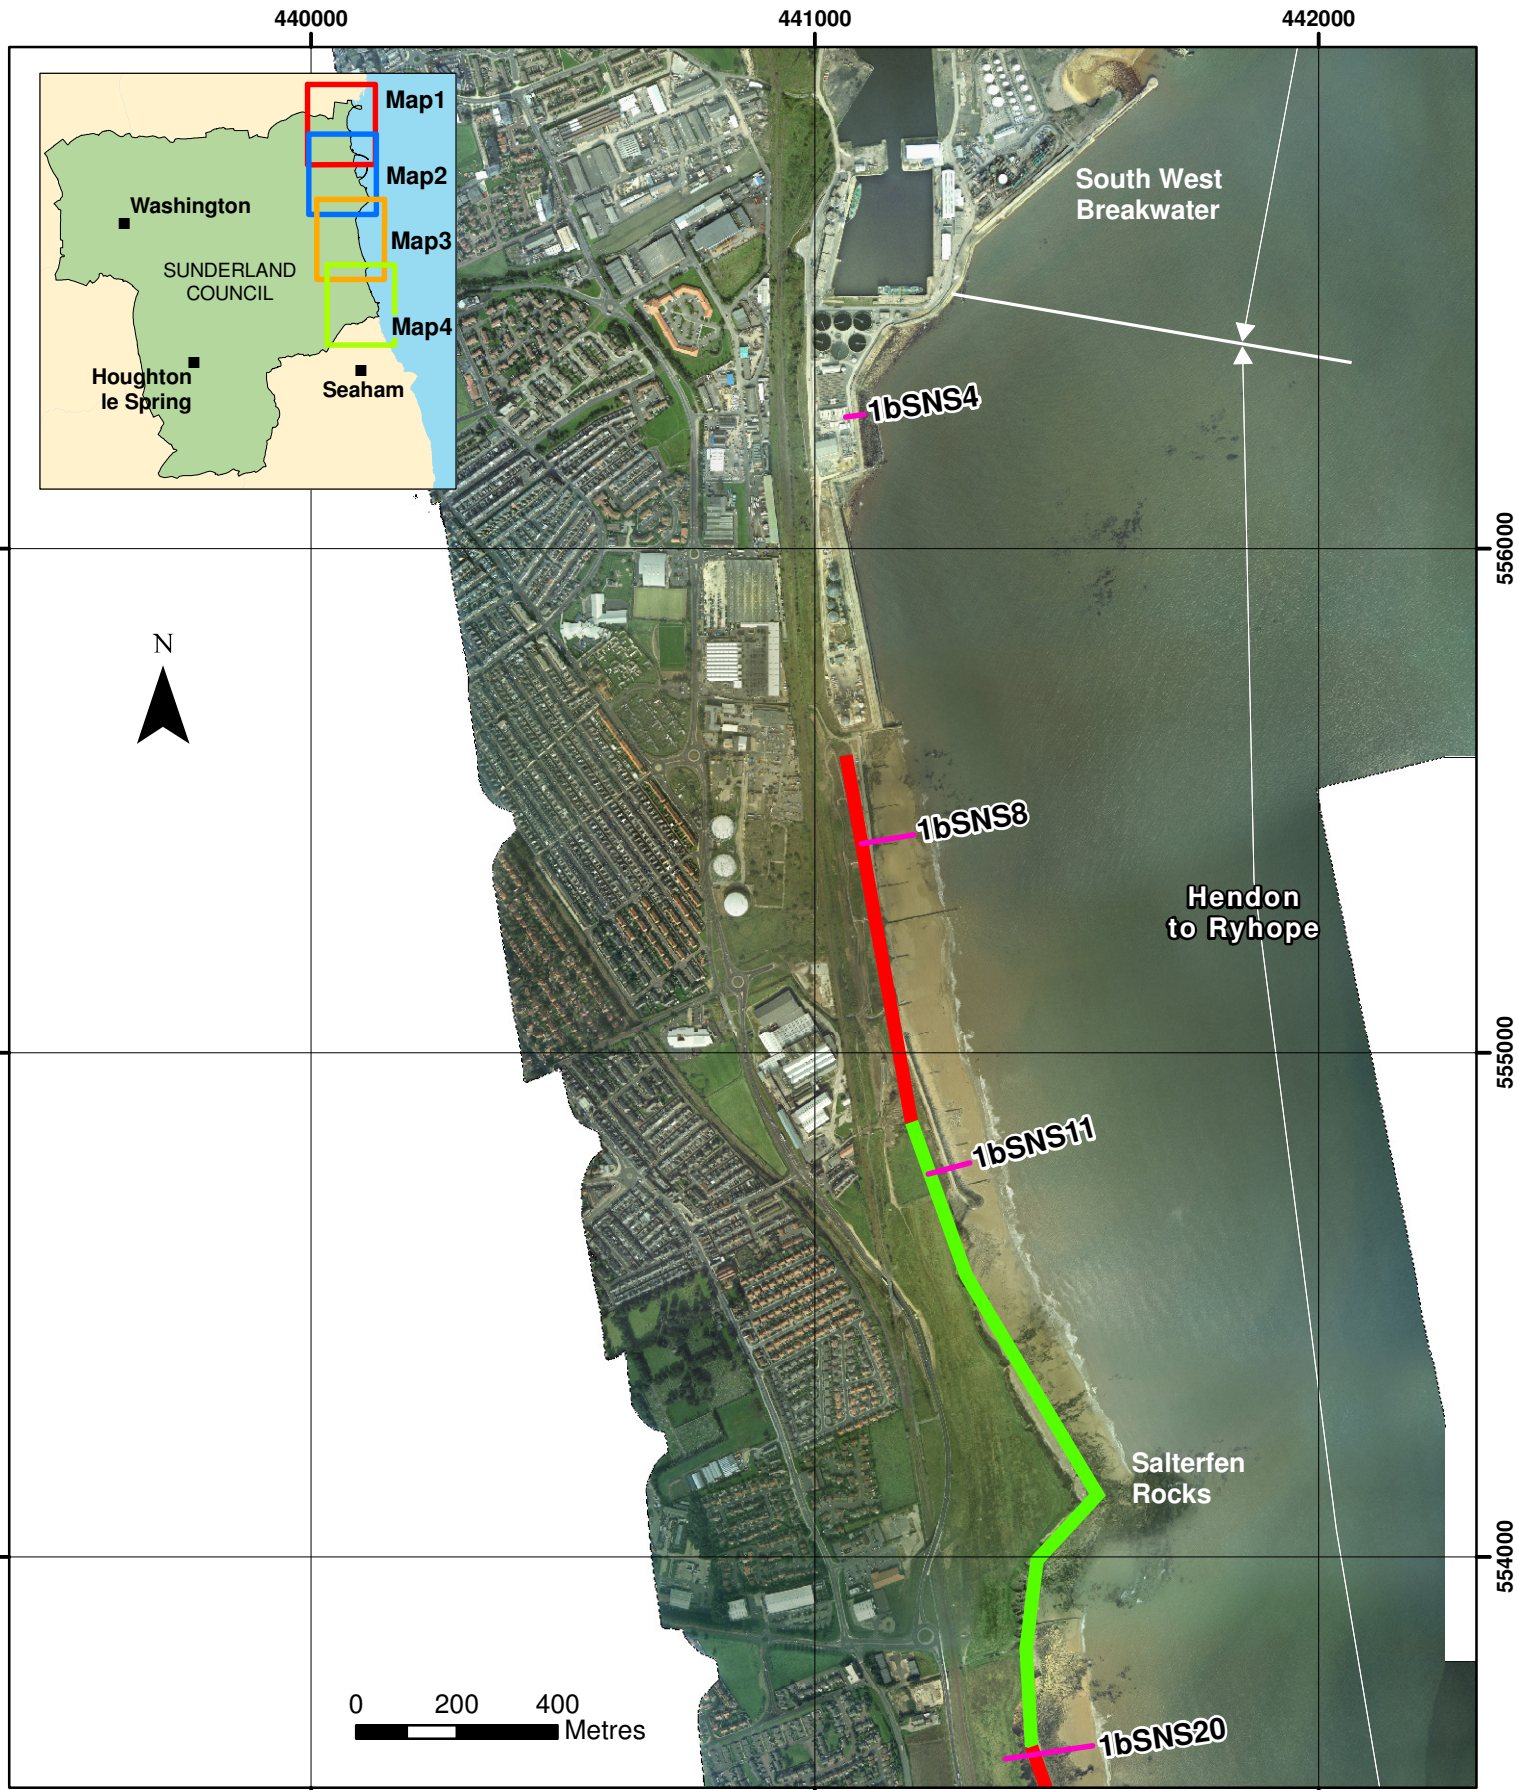 440000
441000
442000
Map1
Map2
Washington
Map3
SUNDERLAND
COUNCIL
Map4
Houghton
le Spring
Seaham
South West
Breakwater
1bSNS4
556000
N
1bSNS8
Hendon
to Ryhope
555000
1bSNS11
Salterfen
Rocks
554000
0 200 400
Metres
1bSNS20